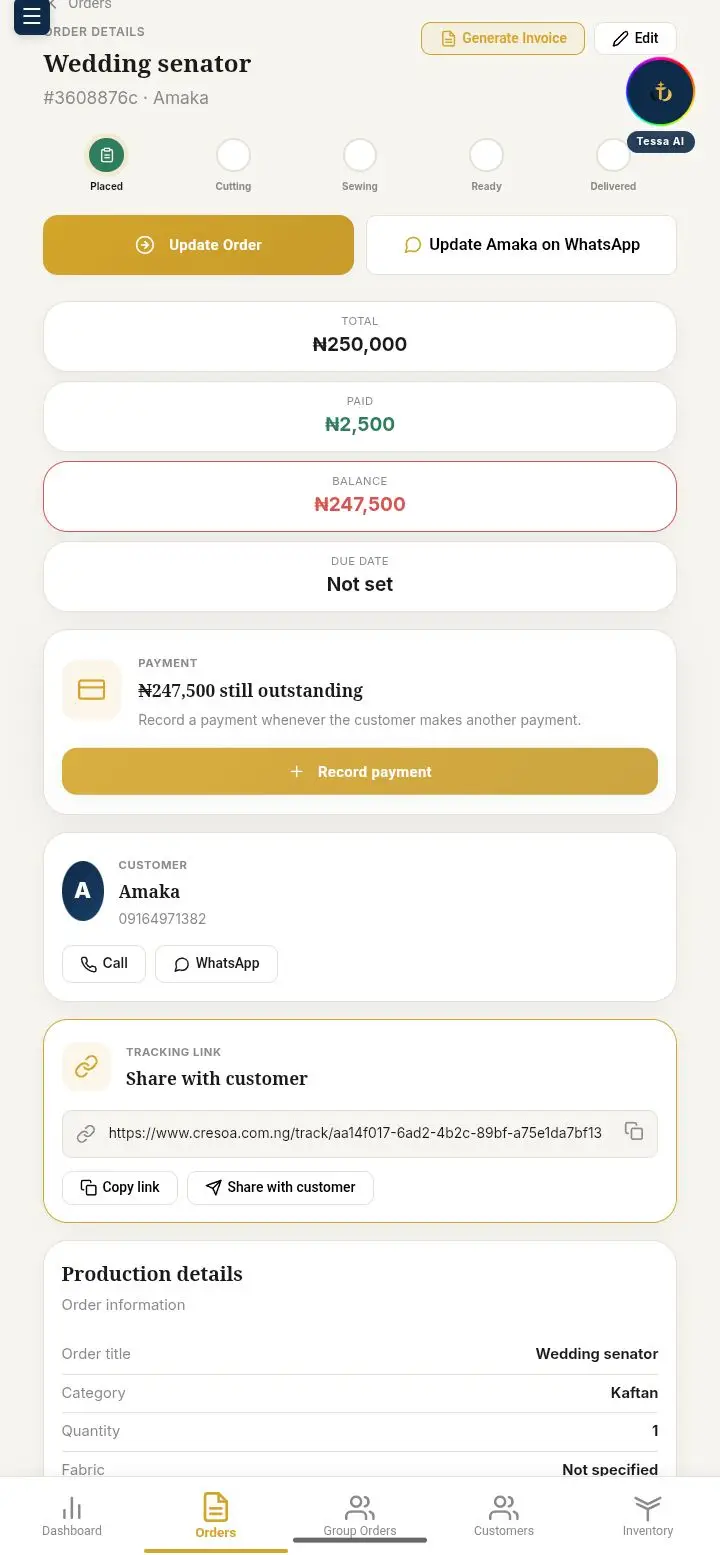 Orders
ORDER DETAILS
Generate Invoice
Edit
Wedding senator
#3608876c · Amaka
Tessa AI
Placed
Cutting
Sewing
Ready
Delivered
Update Order
Update Amaka on WhatsApp
TOTAL
₦250,000
PAID
₦2,500
BALANCE
₦247,500
DUE DATE
Not set
PAYMENT
₦247,500 still outstanding
Record a payment whenever the customer makes another payment.
Record payment
A
CUSTOMER
Amaka
09164971382
Call
WhatsApp
TRACKING LINK
Share with customer
https://www.cresoa.com.ng/track/aa14f017-6ad2-4b2c-89bf-a75e1da7bf13
Copy link
Share with customer
Production details
Order information
Order title Wedding senator
Category Kaftan
Quantity 1
Fabric Not specified
Dashboard
Orders
Group Orders
Customers
Inventory